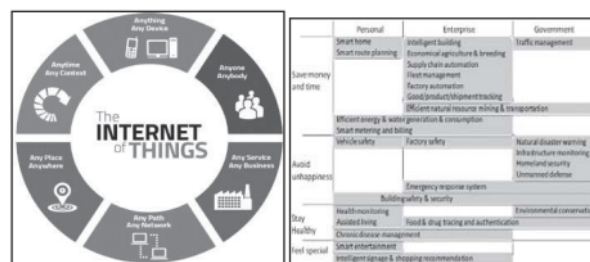 Anything
Any Device
Anyone
Anybody
Any Service
Any Business
Any Path
Any Network
Any Place
Anywhere
Anytime
Any Context
The
INTERNET
of THINGS
Personal Enterprise Government
Save money
and time
Smart home Intelligent building Traffic management
Smart route planning Economical agriculture & breeding
Supply chain automation
Fleet management
Factory automation
Good/product/shipment tracking
Efficient natural resource mining & transportation
Efficient energy & water generation & consumption
Smart metering and billing
Avoid
unhappiness
Vehicle safety Factory safety Natural disaster warning
Infrastructure monitoring
Homeland security
Unmanned defense
Emergency response system
Building safety & security
Stay
Healthy
Health monitoring Environmental conservation
Assisted living Food & drug tracing and authentication
Chronic disease management
Feel special
Smart entertainment
Intelligent signage & shopping recommendation